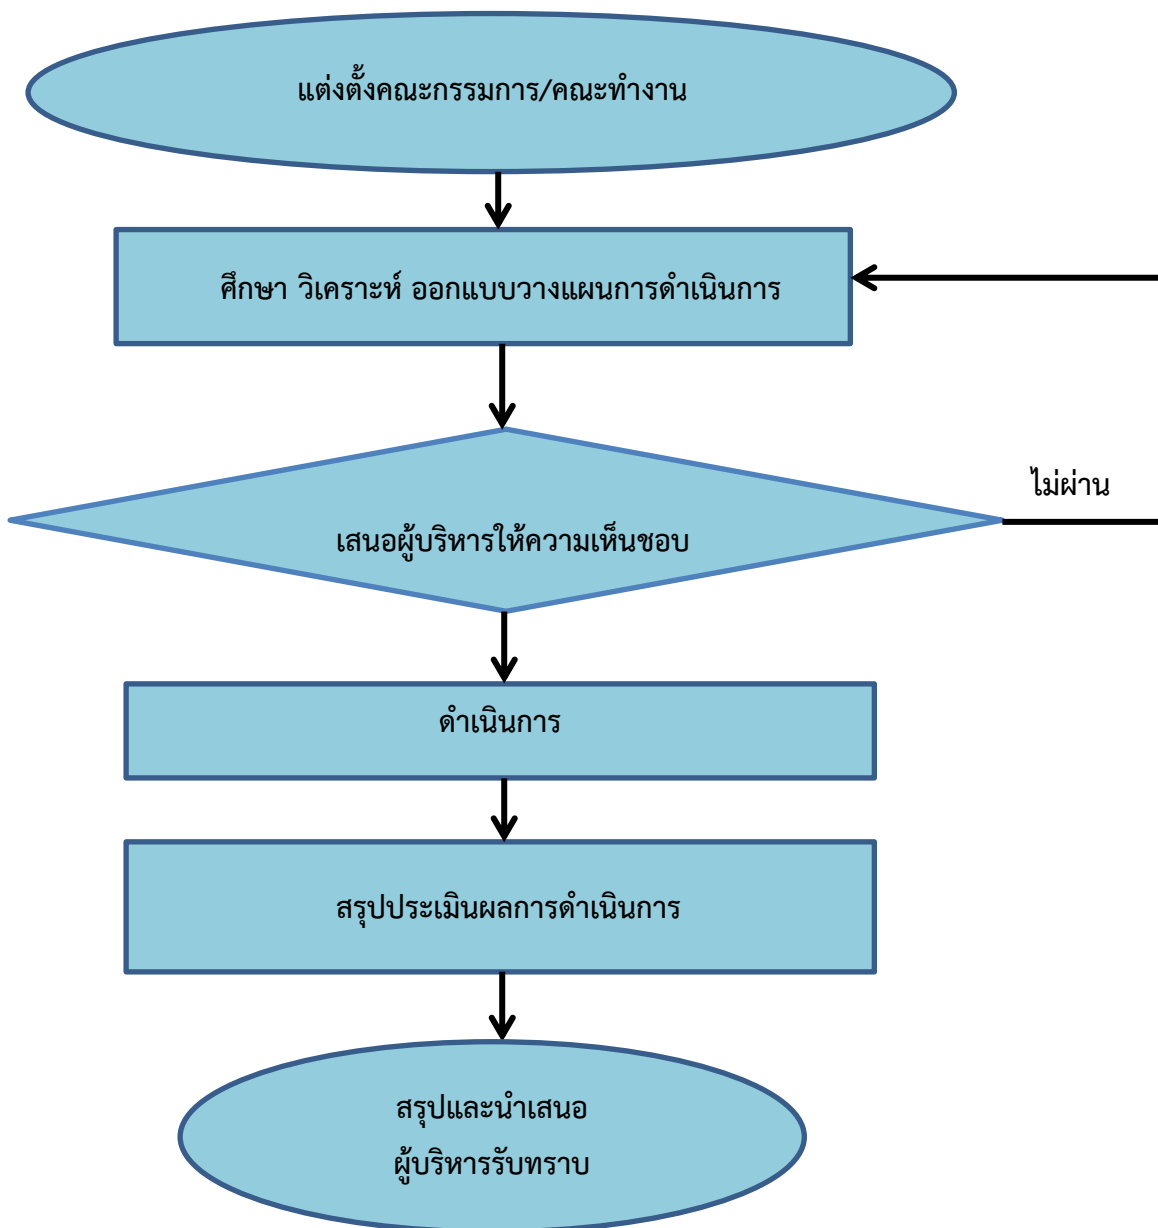 แต่งตั้งคณะกรรมการ/คณะทำงาน
ศึกษา วิเคราะห์ ออกแบบวางแผนการดำเนินการ
ไม่ผ่าน
เสนอผู้บริหารให้ความเห็นชอบ
ดำเนินการ
สรุปประเมินผลการดำเนินการ
สรุปและนำเสนอ
ผู้บริหารรับทราบ